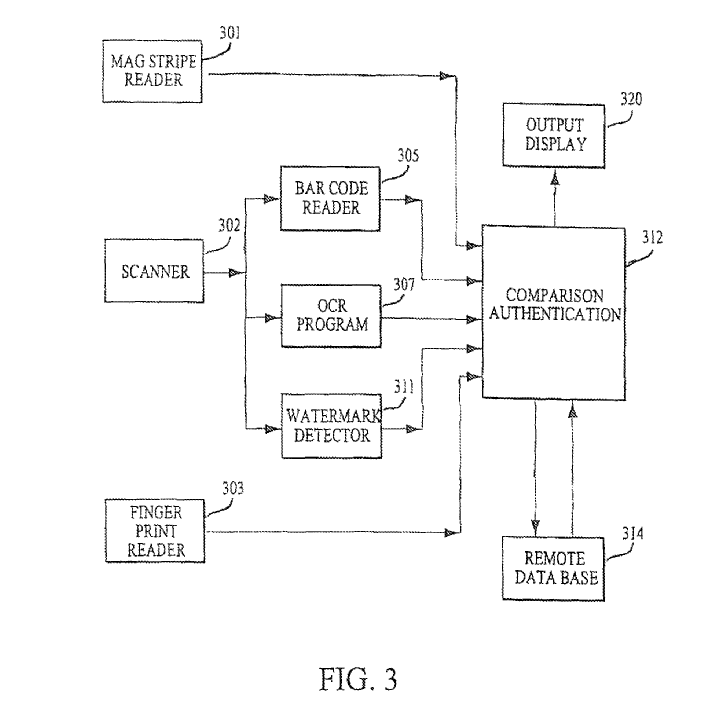 301
MAG STRIPE
READER
320
OUTPUT
DISPLAY
305
BAR CODE
READER
302
SCANNER
312
COMPARISON
AUTHENTICATION
307
OCR
PROGRAM
311
WATERMARK
DETECTOR
303
FINGER
PRINT
READER
314
REMOTE
DATA BASE
FIG. 3